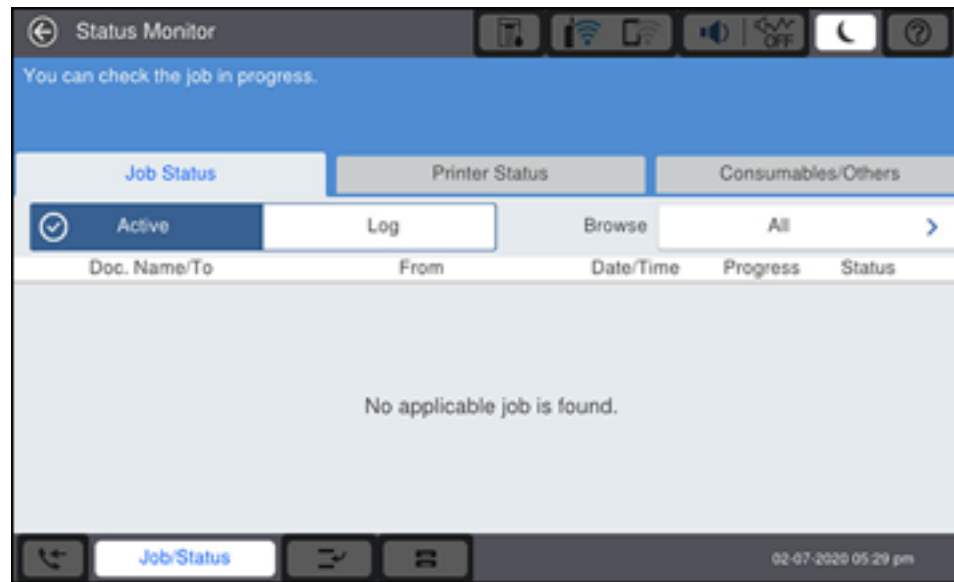 Status Monitor
OFF
You can check the job in progress.
Job Status
Printer Status
Consumables/Others
Active
Log
Browse
All
Doc. Name/To
From
Date/Time
Progress
Status
No applicable job is found.
Job/Status
02-07-2020 05:29 pm